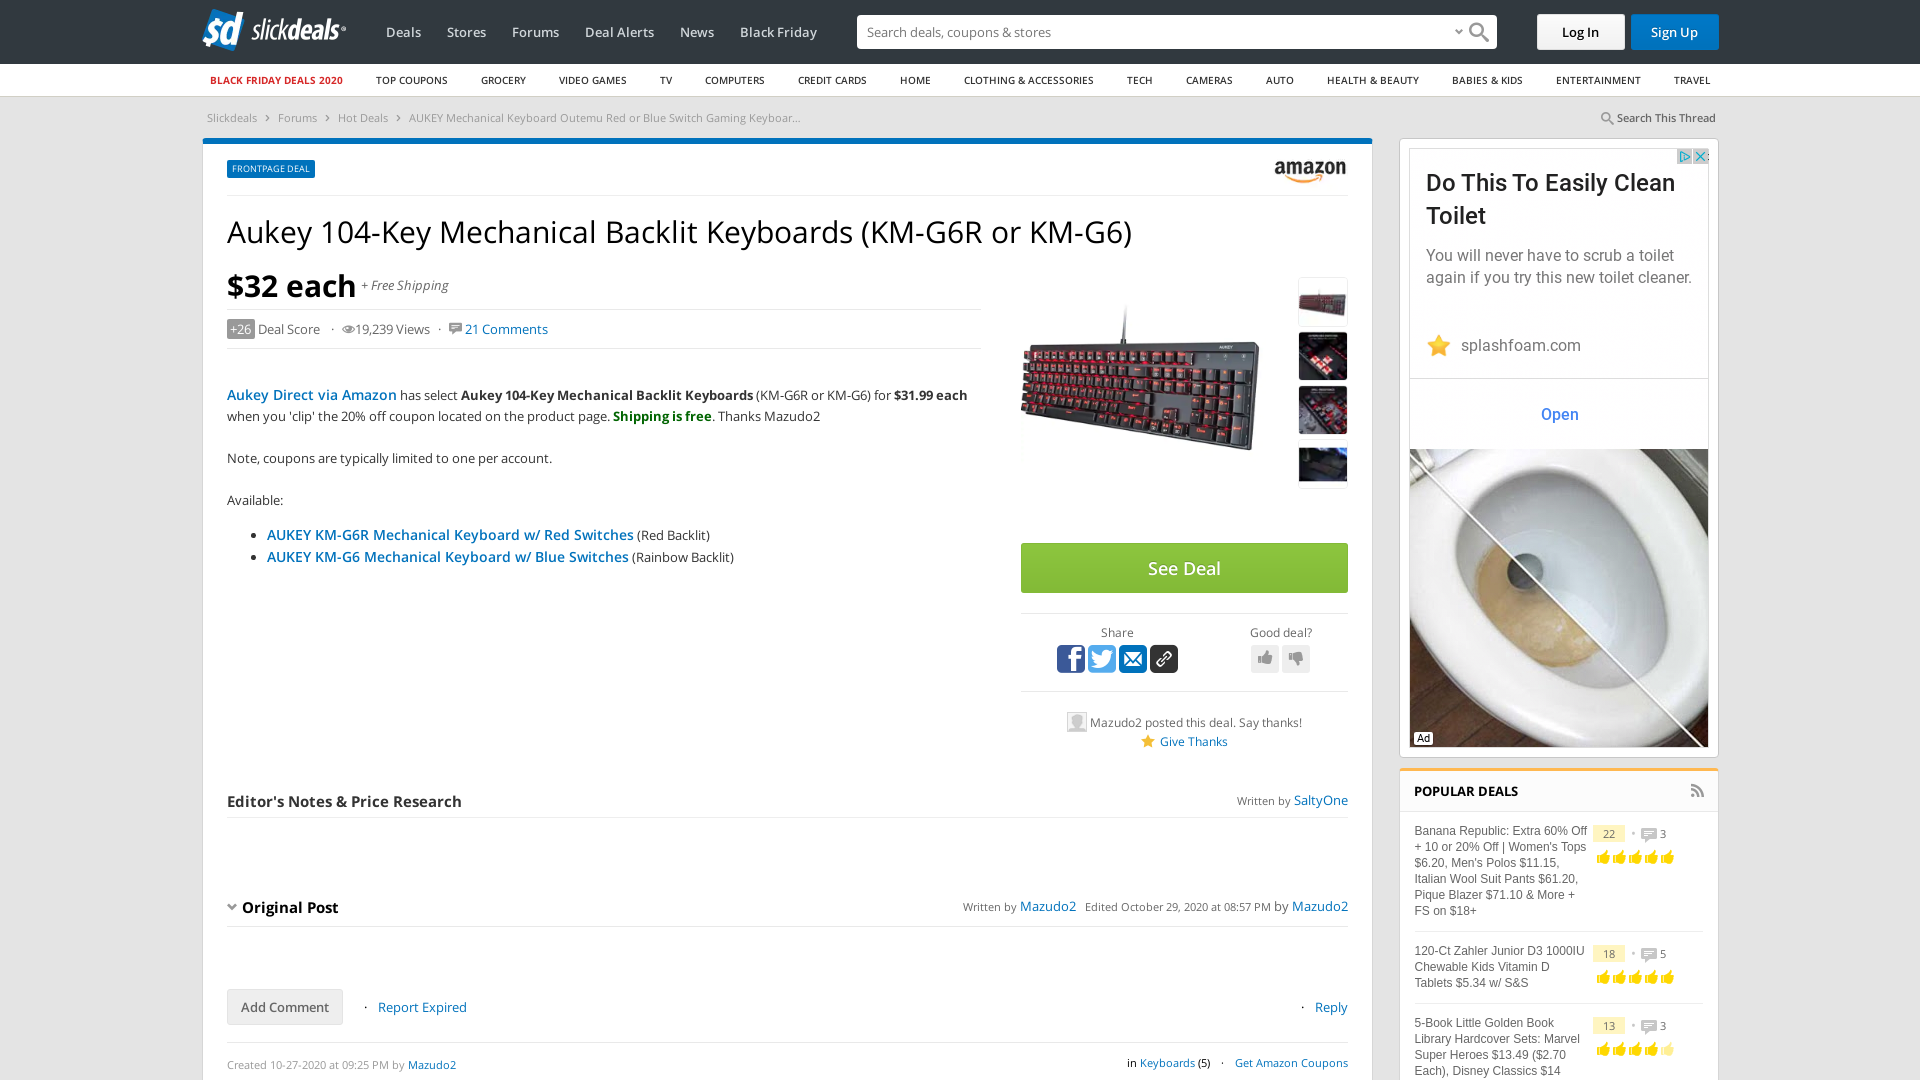 sd slickdeals
Deals Stores Forums Deal Alerts News Black Friday
Search deals, coupons & stores
Log In Sign Up
BLACK FRIDAY DEALS 2020 TOP COUPONS GROCERY VIDEO GAMES TV COMPUTERS CREDIT CARDS HOME CLOTHING & ACCESSORIES TECH CAMERAS AUTO HEALTH & BEAUTY BABIES & KIDS ENTERTAINMENT TRAVEL
Slickdeals › Forums › Hot Deals › AUKEY Mechanical Keyboard Outemu Red or Blue Switch Gaming Keyboar...
Search This Thread
FRONTPAGE DEAL
amazon
Aukey 104-Key Mechanical Backlit Keyboards (KM-G6R or KM-G6)
$32 each + Free Shipping
+26 Deal Score · 19,239 Views · 21 Comments
Aukey Direct via Amazon has select Aukey 104-Key Mechanical Backlit Keyboards (KM-G6R or KM-G6) for $31.99 each
when you 'clip' the 20% off coupon located on the product page. Shipping is free. Thanks Mazudo2
Note, coupons are typically limited to one per account.
Available:
• AUKEY KM-G6R Mechanical Keyboard w/ Red Switches (Red Backlit)
• AUKEY KM-G6 Mechanical Keyboard w/ Blue Switches (Rainbow Backlit)
AUKEY
See Deal
Share
Good deal?
Mazudo2 posted this deal. Say thanks!
Give Thanks
Editor's Notes & Price Research
Written by SaltyOne
Original Post
Written by Mazudo2 Edited October 29, 2020 at 08:57 PM by Mazudo2
Add Comment · Report Expired
· Reply
Created 10-27-2020 at 09:25 PM by Mazudo2
in Keyboards (5) · Get Amazon Coupons
Do This To Easily Clean
Toilet
You will never have to scrub a toilet
again if you try this new toilet cleaner.
splashfoam.com
Open
Ad
POPULAR DEALS
Banana Republic: Extra 60% Off
+ 10 or 20% Off | Women's Tops
$6.20, Men's Polos $11.15,
Italian Wool Suit Pants $61.20,
Pique Blazer $71.10 & More +
FS on $18+
22 • 3
120-Ct Zahler Junior D3 1000IU
Chewable Kids Vitamin D
Tablets $5.34 w/ S&S
18 • 5
5-Book Little Golden Book
Library Hardcover Sets: Marvel
Super Heroes $13.49 ($2.70
Each), Disney Classics $14
13 • 3